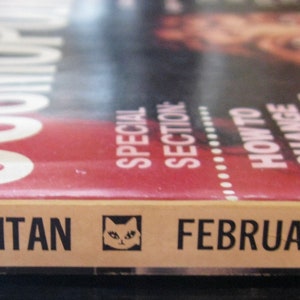 SPECIAL
SECTION:
HOW TO
ITAN FEBRUA